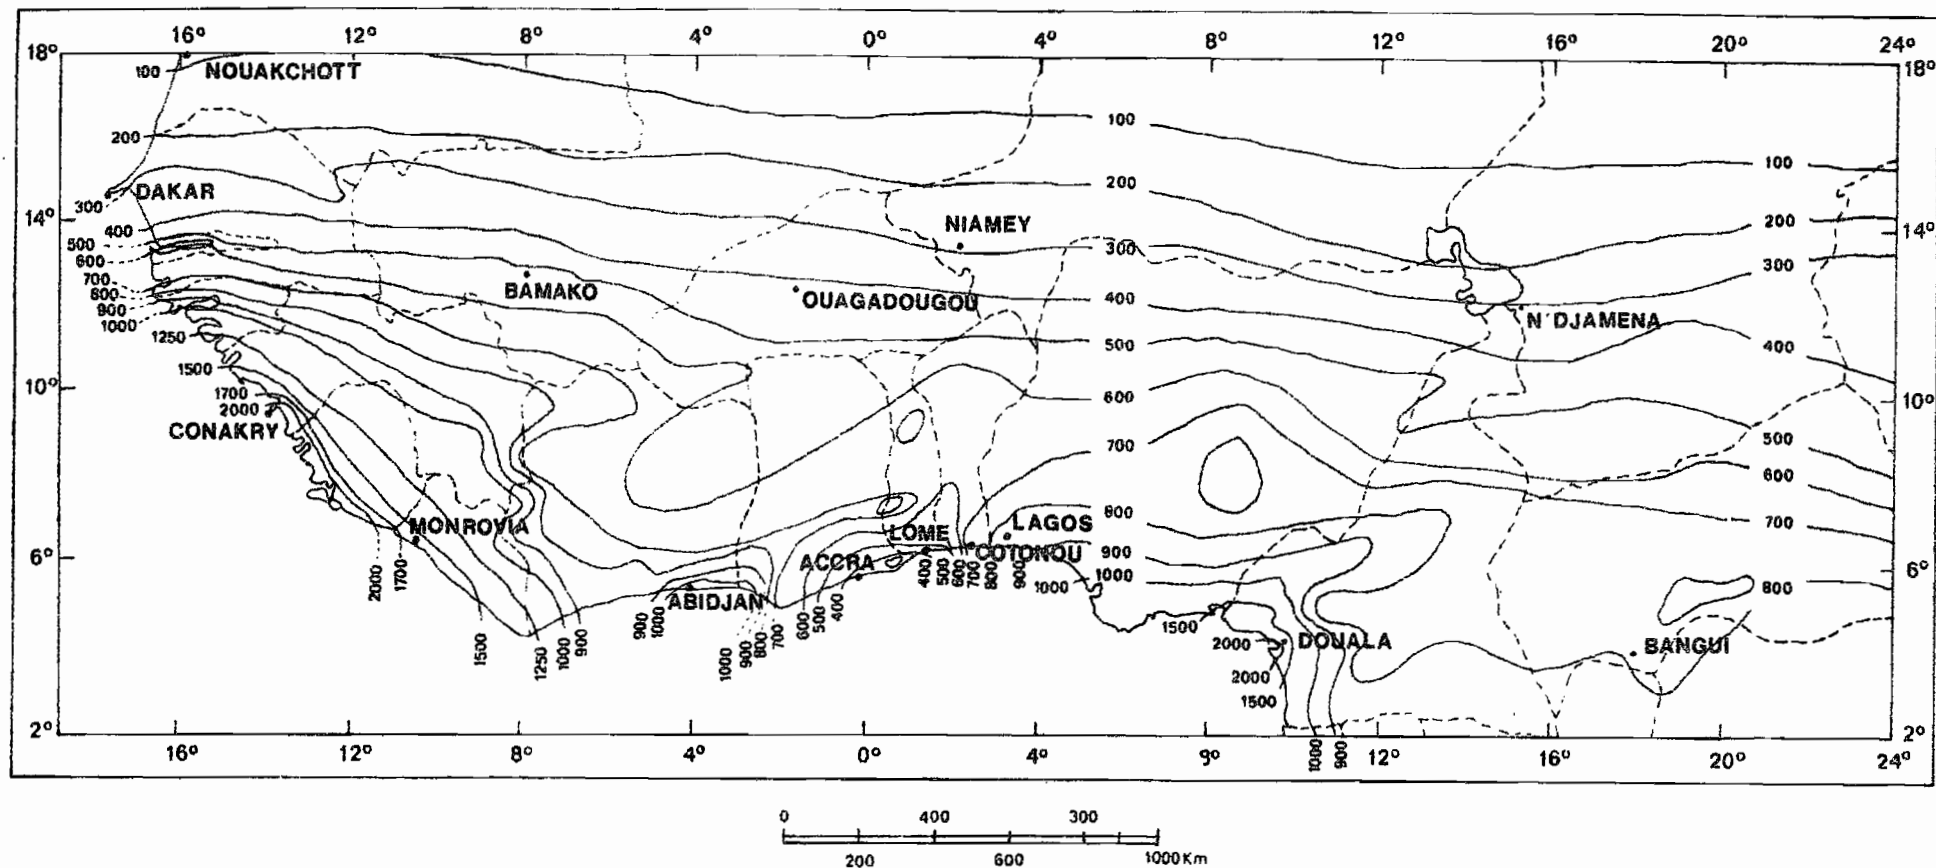 16° 12° 8° 4° 0° 4° 8° 12° 16° 20° 24°
18° 18°
100 NOUAKCHOTT
200 100
100
DAKAR 200
300
14° 400 NIAMEY 200 14°
500 300
600 300
700 BAMAKO OUAGADOUGOU 400
800
900 N'DJAMENA
1000
1250 500 400
1500
10° 1700 600 10°
2000
CONAKRY 700 500
600
MONROVIA LOME LAGOS 800 700
6° ACCRA COTONOU 900 6°
1000 1000 800
2000 1700 ABIDJAN 400 500 600 700 800 900
1500 1250 1000 900 900 1000 1000 900 800 700 600 500 400
1500
2000 DOUALA BANGUI
2000
1500
2° 2°
1000 900
16° 12° 8° 4° 0° 4° 9° 12° 16° 20° 24°
0 400 300
200 600 1000 Km